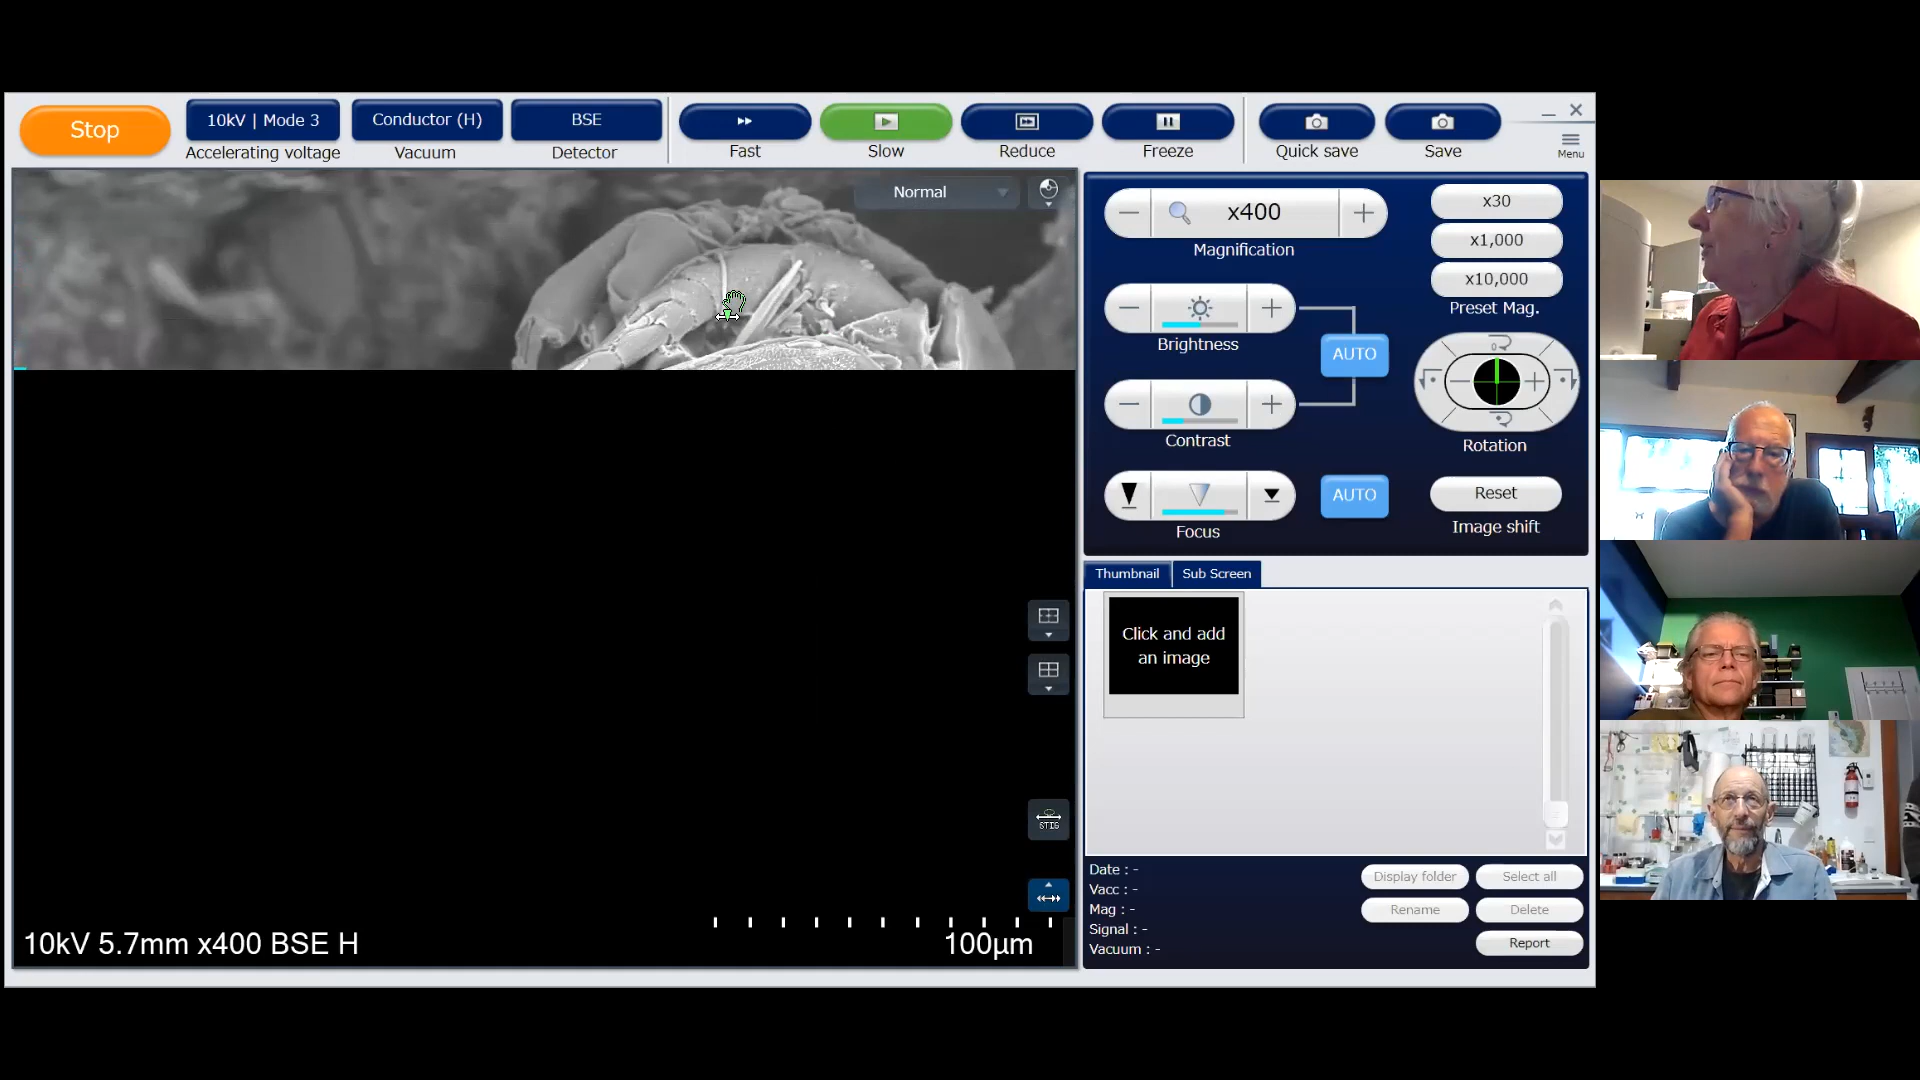 Stop
10kV | Mode 3
Accelerating voltage
Conductor (H)
Vacuum
BSE
Detector
Fast
Slow
Reduce
Freeze
Quick save
Save
Menu
Normal
x400
Magnification
x30
x1,000
x10,000
Preset Mag.
Brightness
AUTO
Contrast
0
Rotation
AUTO
Focus
Reset
Image shift
Thumbnail
Sub Screen
Click and add
an image
STIG
Date : -
Vacc : -
Mag : -
Signal : -
Vacuum : -
Display folder
Select all
Rename
Delete
Report
10kV 5.7mm x400 BSE H
100µm